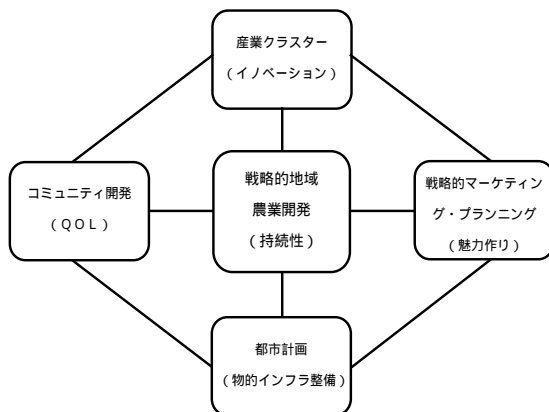 産業クラスター
（イノベーション）
コミュニティ開発
（ＱＯＬ）
戦略的地域
農業開発
（持続性）
戦略的マーケティン
グ・プランニング
（魅力作り）
都市計画
（物的インフラ整備）